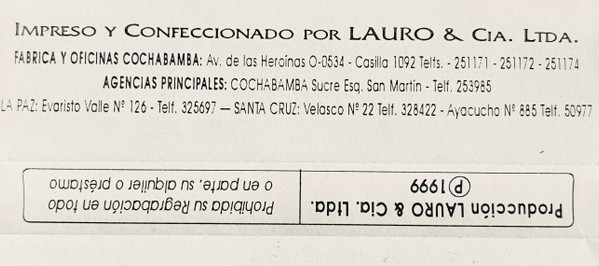 IMPRESO Y CONFECCIONADO POR LAURO & CIA. LTDA.
FABRICA Y OFICINAS COCHABAMBA: Av. de las Heroínas O-0534 - Casilla 1092 Telfs. - 251171 - 251172 - 251174
AGENCIAS PRINCIPALES: COCHABAMBA Sucre Esq. San Martin - Telf. 253985
LA PAZ: Evaristo Valle Nº 126 - Telf. 325697 — SANTA CRUZ: Velasco Nº 22 Telf. 328422 - Ayacucho Nº 885 Telf. 50977
Producción LAURO & Cia. Ltda.
Ⓟ 1999
Prohibida su Regrabación en todo
o en parte, su alquiler o préstamo